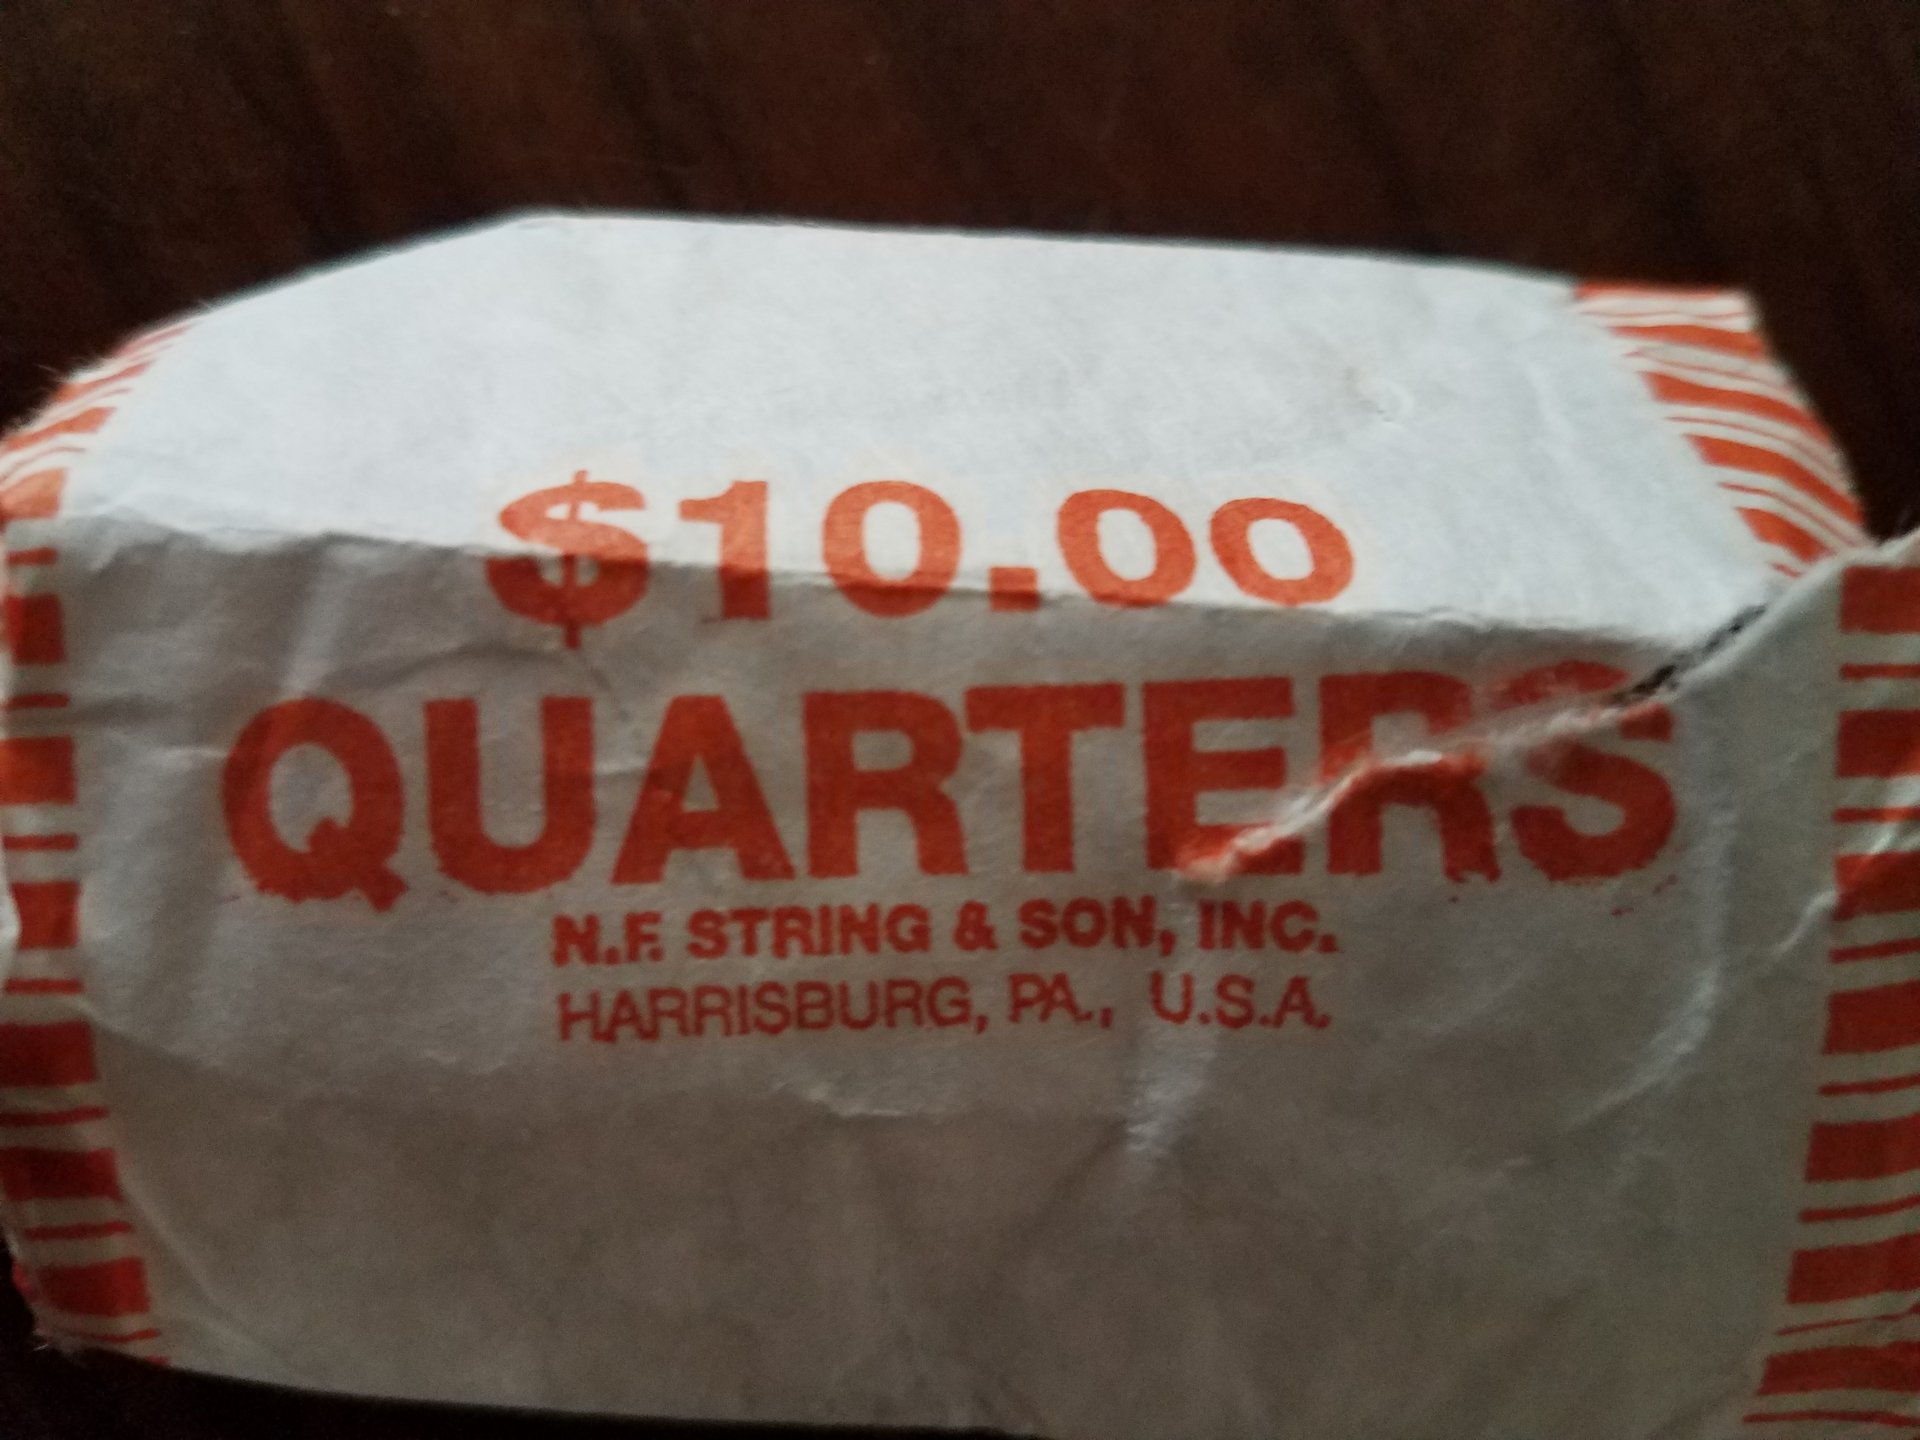 $10.00
QUARTERS
N.F. STRING & SON, INC.
HARRISBURG, PA., U.S.A.